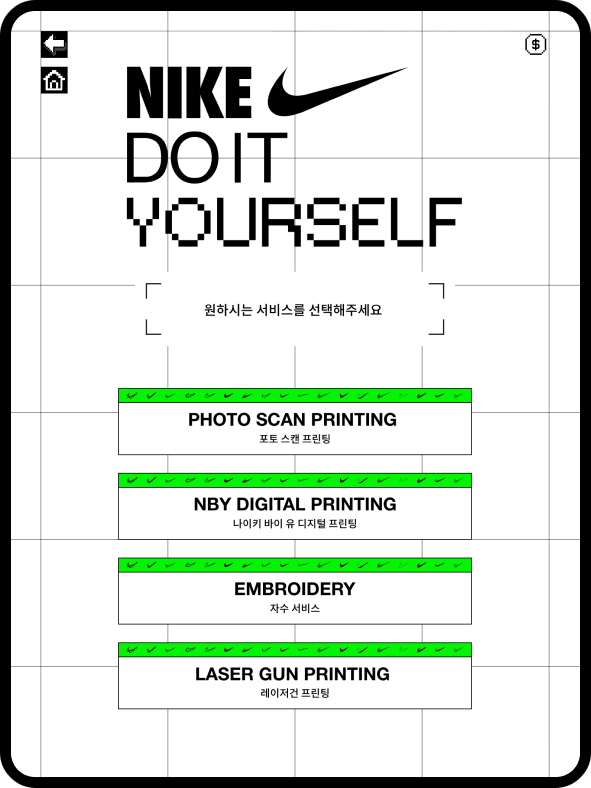 $
NIKE
DO IT
YOURSELF
원하시는 서비스를 선택해주세요
PHOTO SCAN PRINTING
포토 스캔 프린팅
NBY DIGITAL PRINTING
나이키 바이 유 디지털 프린팅
EMBROIDERY
자수 서비스
LASER GUN PRINTING
레이저건 프린팅